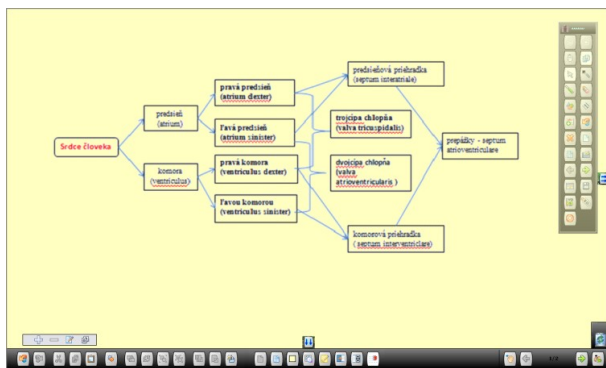 Srdce človeka
predsieň
(atrium)
komora
(ventriculus)
pravá predsieň
(atrium dexter)
ľavá predsieň
(atrium sinister)
pravá komora
(ventriculus dexter)
ľavou komorou
(ventriculus sinister)
predsieňová priehradka
(septum interatriale)
trojcípa chlopňa
(valva tricuspidalis)
dvojcípa chlopňa
(valva
atrioventricularis )
komorová priehradka
( septum interventriclare)
prepážky - septum
atrioventriculare